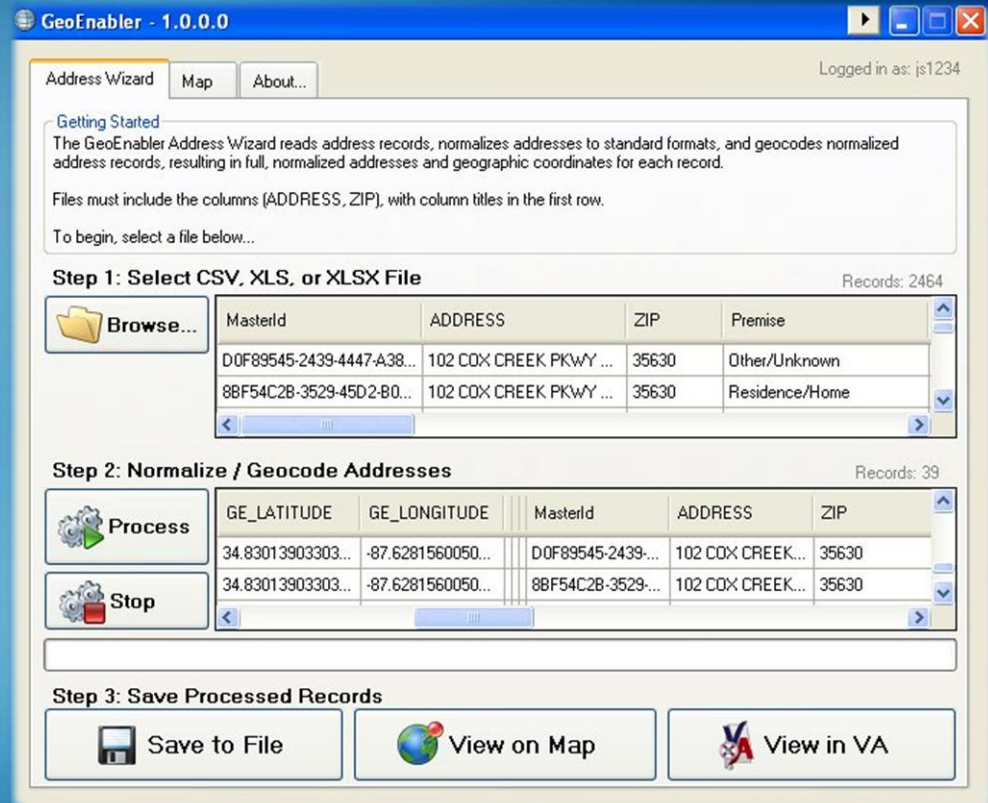 GeoEnabler - 1.0.0.0
Address Wizard Map About...
Logged in as: js1234
Getting Started
The GeoEnabler Address Wizard reads address records, normalizes addresses to standard formats, and geocodes normalized
address records, resulting in full, normalized addresses and geographic coordinates for each record.
Files must include the columns (ADDRESS, ZIP), with column titles in the first row.
To begin, select a file below...
Step 1: Select CSV, XLS, or XLSX File
Records: 2464
Browse...
MasterId ADDRESS ZIP Premise
D0F89545-2439-4447-A38... 102 COX CREEK PKWY ... 35630 Other/Unknown
8BF54C2B-3529-45D2-B0... 102 COX CREEK PKWY ... 35630 Residence/Home
Step 2: Normalize / Geocode Addresses
Records: 39
Process
Stop
GE_LATITUDE GE_LONGITUDE MasterId ADDRESS ZIP
34.83013903303... -87.6281560050... D0F89545-2439-... 102 COX CREEK... 35630
34.83013903303... -87.6281560050... 8BF54C2B-3529-... 102 COX CREEK... 35630
Step 3: Save Processed Records
Save to File
View on Map
VA View in VA